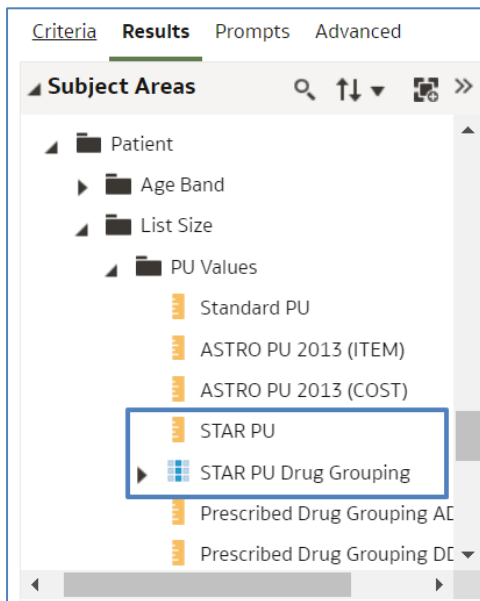 Criteria Results Prompts Advanced
Subject Areas
Patient
Age Band
List Size
PU Values
Standard PU
ASTRO PU 2013 (ITEM)
ASTRO PU 2013 (COST)
STAR PU
STAR PU Drug Grouping
Prescribed Drug Grouping AD
Prescribed Drug Grouping DD